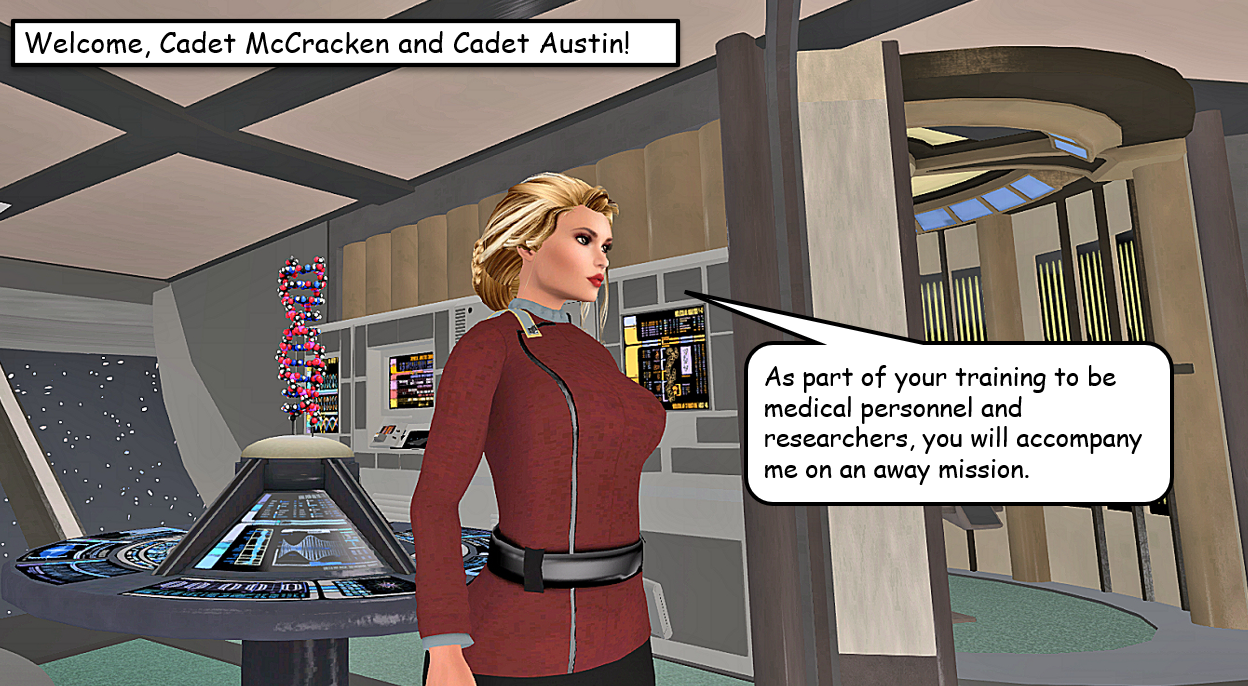 Welcome, Cadet McCracken and Cadet Austin!
As part of your training to be
medical personnel and
researchers, you will accompany
me on an away mission.